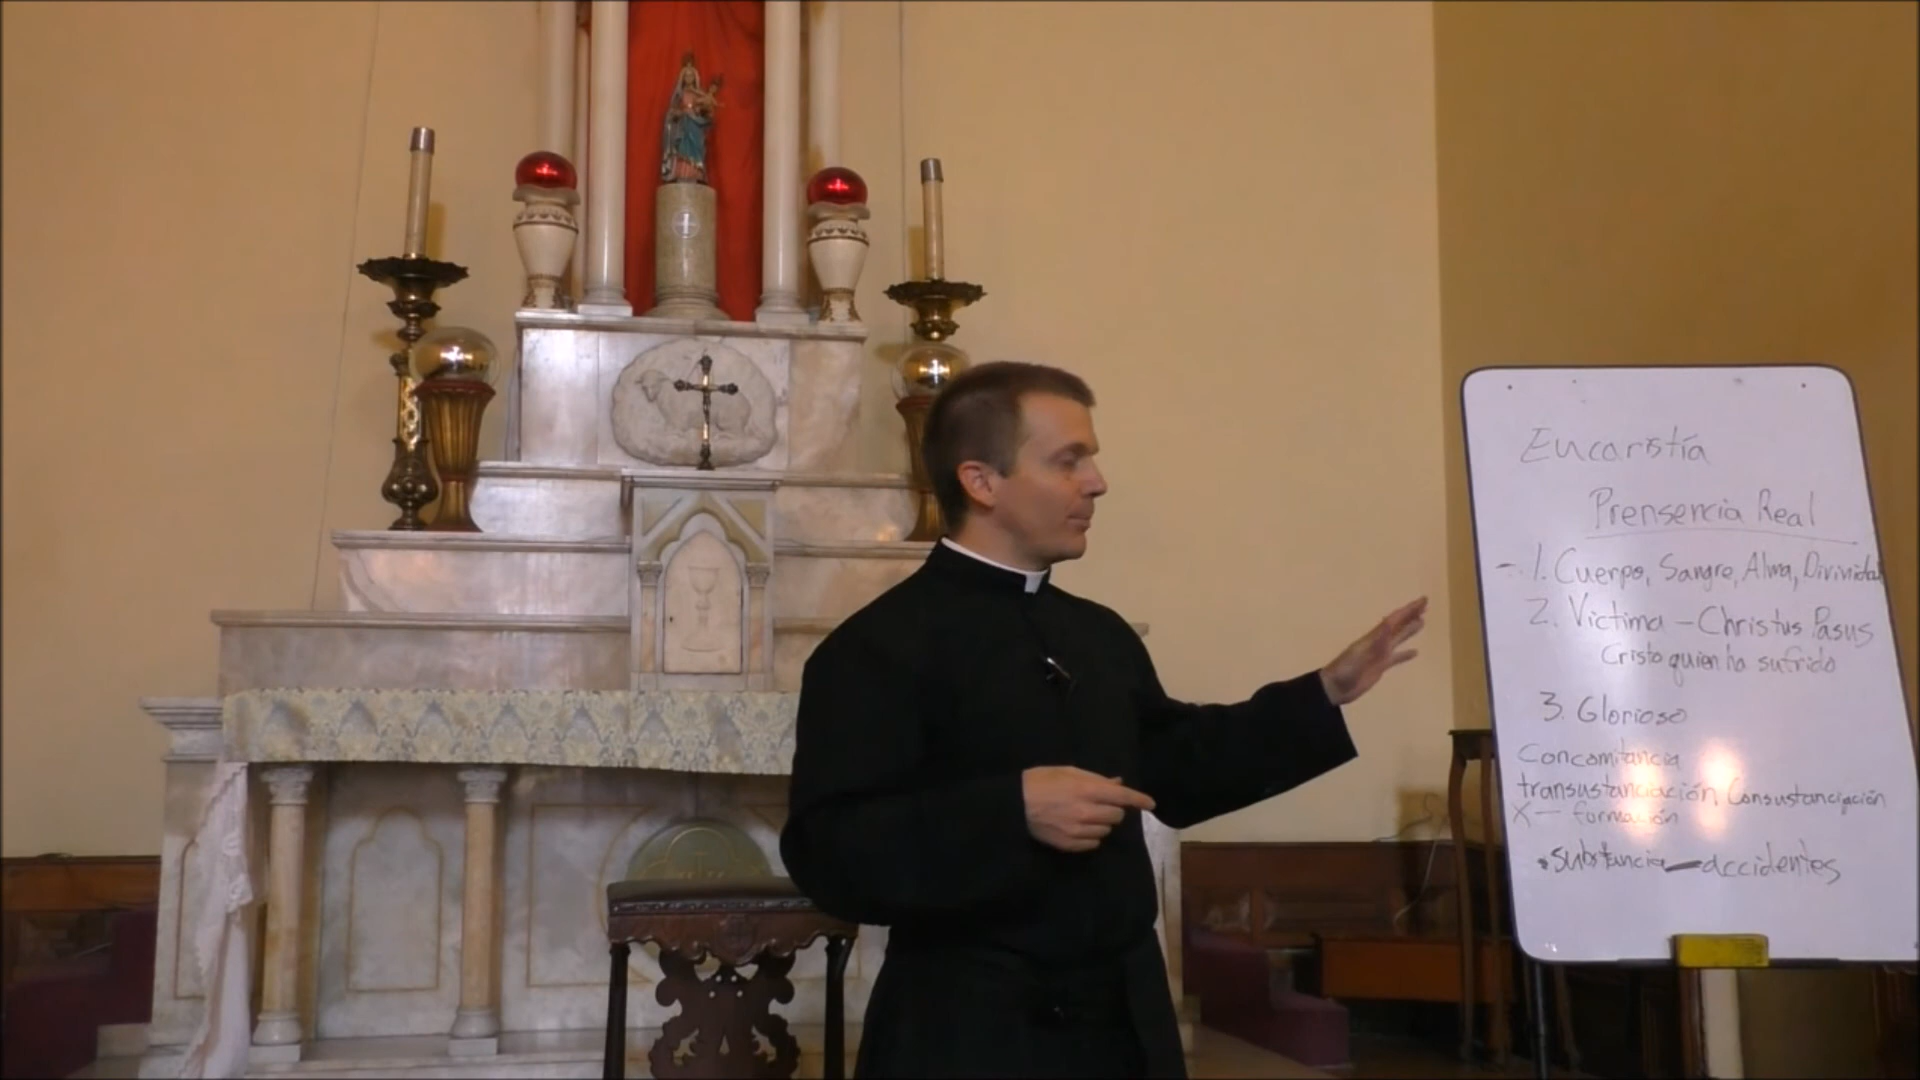 Eucaristía
Prensencia Real
- 1. Cuerpo, Sangre, Alma, Divinidad
2. Victima - Christus Pasus
Cristo quien ha sufrido
3. Glorioso
Concomitancia
transustanciación Consustanciación
X - formación
• substancia - accidentes